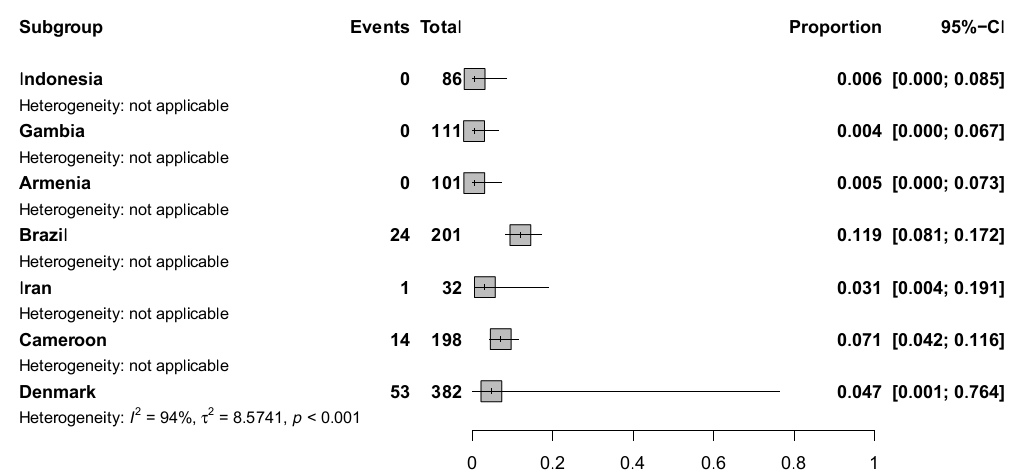 Subgroup Events Total Proportion 95%−CI
Indonesia 0 86 0.006 [0.000; 0.085]
Heterogeneity: not applicable
Gambia 0 111 0.004 [0.000; 0.067]
Heterogeneity: not applicable
Armenia 0 101 0.005 [0.000; 0.073]
Heterogeneity: not applicable
Brazil 24 201 0.119 [0.081; 0.172]
Heterogeneity: not applicable
Iran 1 32 0.031 [0.004; 0.191]
Heterogeneity: not applicable
Cameroon 14 198 0.071 [0.042; 0.116]
Heterogeneity: not applicable
Denmark 53 382 0.047 [0.001; 0.764]
Heterogeneity: I² = 94%, τ² = 8.5741, p < 0.001
0 0.2 0.4 0.6 0.8 1